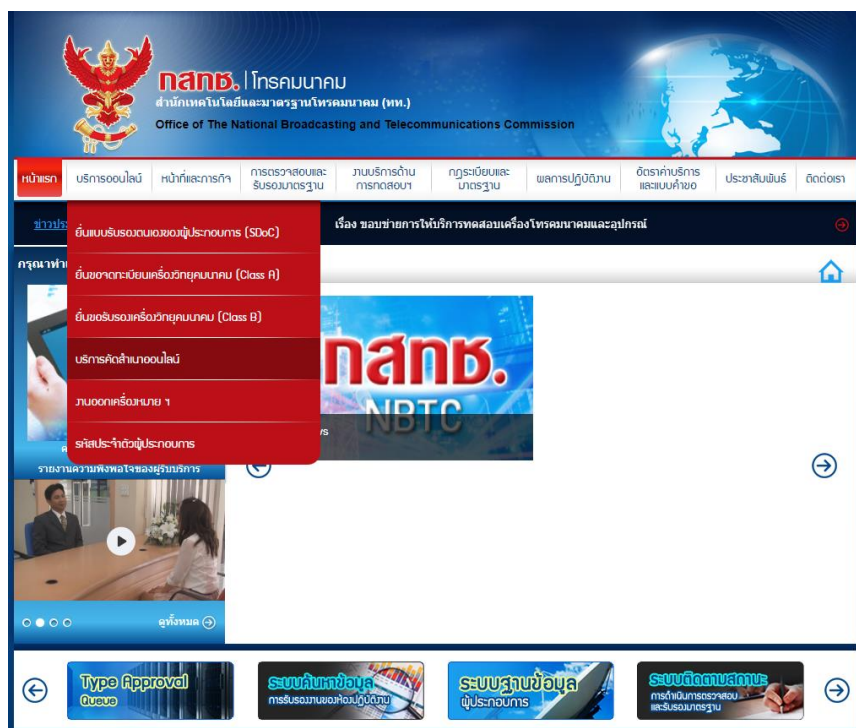 กสทช. | โทรคมนาคม
สำนักเทคโนโลยีและมาตรฐานโทรคมนาคม (ทท.)
Office of The National Broadcasting and Telecommunications Commission
หน้าแรก
บริการออนไลน์
หน้าที่และภารกิจ
การตรวจสอบและ
รับรองมาตรฐาน
งานบริการด้าน
การทดสอบฯ
กฎระเบียบและ
มาตรฐาน
ผลการปฏิบัติงาน
อัตราค่าบริการ
และแบบคำขอ
ประชาสัมพันธ์
ติดต่อเรา
ข่าวประ
เรื่อง ขอบข่ายการให้บริการทดสอบเครื่องโทรคมนาคมและอุปกรณ์
กรุณาทำแ
ยื่นแบบรับรองตนเองของผู้ประกอบการ (SDoC)
ยื่นขอจดทะเบียนเครื่องวิทยุคมนาคม (Class A)
ยื่นขอรับรองเครื่องวิทยุคมนาคม (Class B)
บริการคัดสำเนาออนไลน์
งานออกเครื่องหมาย ฯ
รหัสประจำตัวผู้ประกอบการ
กสทช.
NBTC
รายงานความพึงพอใจของผู้รับบริการ
ดูทั้งหมด
Type Approval
Queue
ระบบค้นหาข้อมูล
การรับรองงานของห้องปฏิบัติงาน
ระบบฐานข้อมูล
ผู้ประกอบการ
ระบบติดตามสถานะ
การดำเนินการตรวจสอบ
และรับรองมาตรฐาน